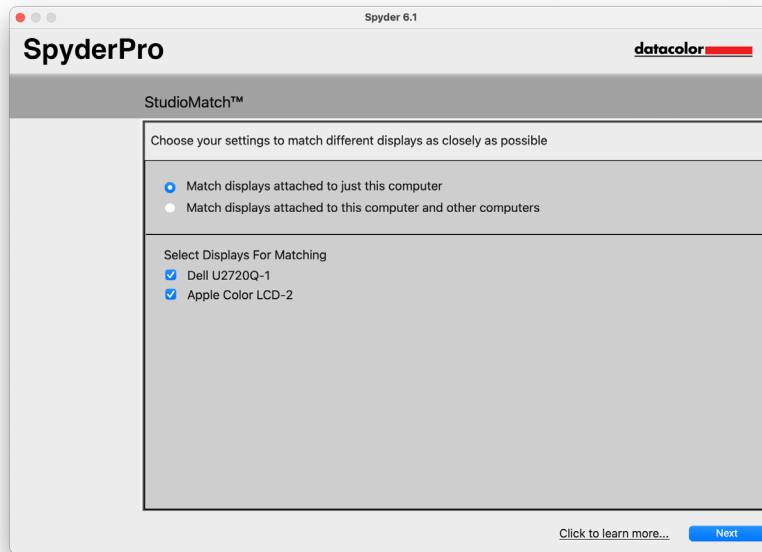 Spyder 6.1
SpyderPro
datacolor
StudioMatch™
Choose your settings to match different displays as closely as possible
Match displays attached to just this computer
Match displays attached to this computer and other computers
Select Displays For Matching
Dell U2720Q-1
Apple Color LCD-2
Click to learn more...
Next